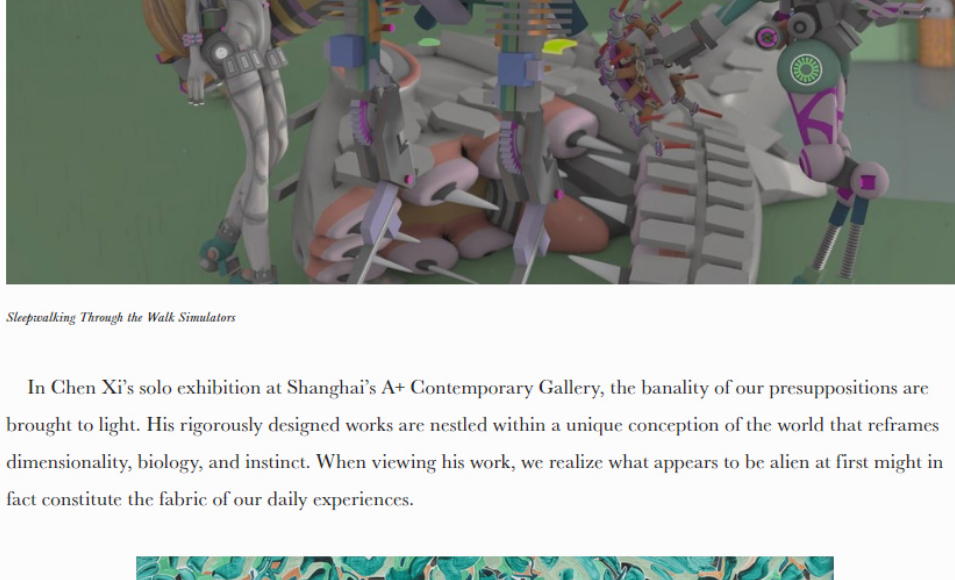 Sleepwalking Through the Walk Simulators
In Chen Xi’s solo exhibition at Shanghai’s A+ Contemporary Gallery, the banality of our presuppositions are
brought to light. His rigorously designed works are nestled within a unique conception of the world that reframes
dimensionality, biology, and instinct. When viewing his work, we realize what appears to be alien at first might in
fact constitute the fabric of our daily experiences.